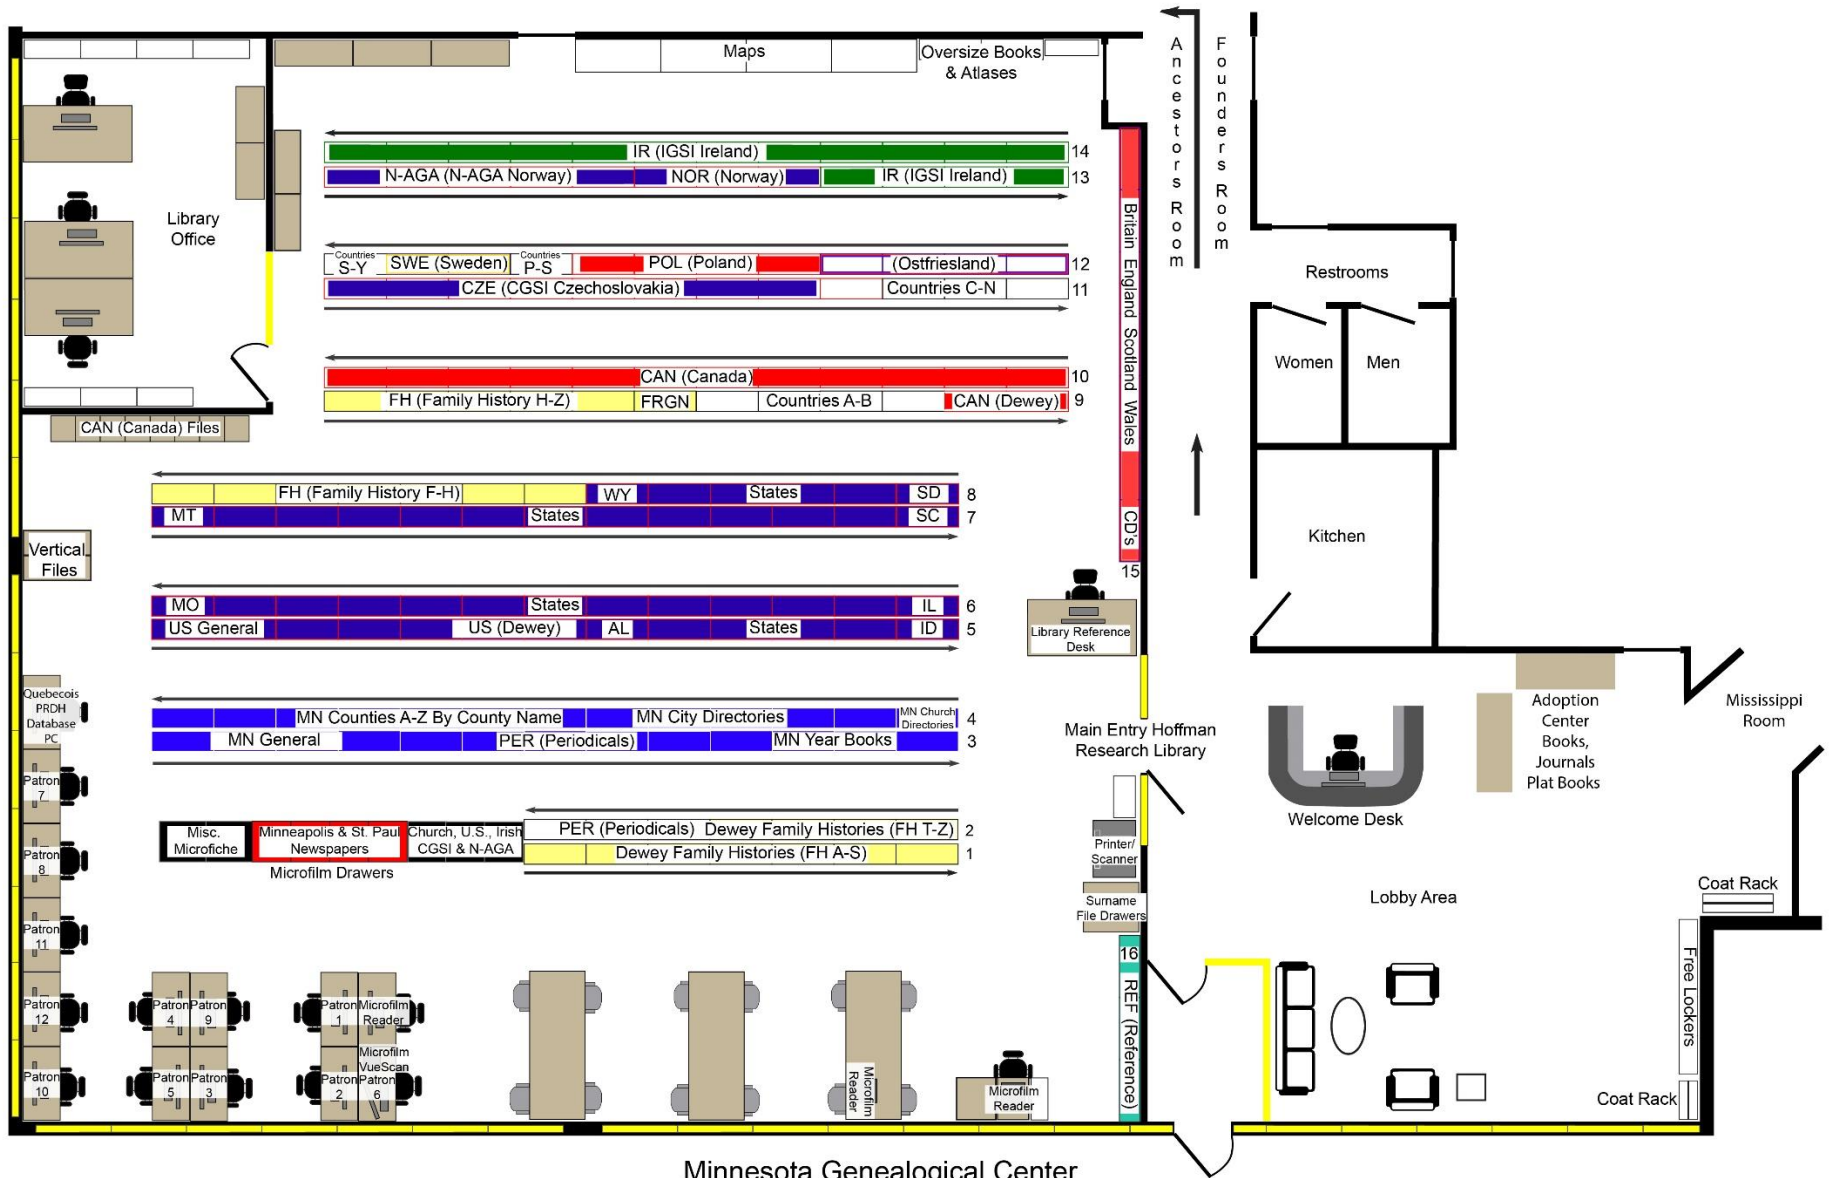 Maps
Oversize Books
& Atlases
Ancestors Room
Founders Room
Library
Office
IR (IGSI Ireland)
14
N-AGA (N-AGA Norway)
NOR (Norway)
IR (IGSI Ireland)
13
Countries
S-Y
SWE (Sweden)
Countries
P-S
POL (Poland)
(Ostfriesland)
12
CZE (CGSI Czechoslovakia)
Countries C-N
11
CAN (Canada)
10
FH (Family History H-Z)
FRGN
Countries A-B
CAN (Dewey)
9
Britain England Scotland Wales
CD's
15
Restrooms
Women
Men
Kitchen
CAN (Canada) Files
FH (Family History F-H)
WY
States
SD
8
MT
States
SC
7
Vertical
Files
MO
States
IL
6
US General
US (Dewey)
AL
States
ID
5
Library Reference
Desk
Quebecois
PRDH
Database
PC
MN Counties A-Z By County Name
MN City Directories
MN Church
Directories
4
MN General
PER (Periodicals)
MN Year Books
3
Main Entry Hoffman
Research Library
Adoption
Center
Books,
Journals
Plat Books
Mississippi
Room
Welcome Desk
Misc.
Microfiche
Minneapolis & St. Paul
Newspapers
Church, U.S., Irish
CGSI & N-AGA
Microfilm Drawers
PER (Periodicals)
Dewey Family Histories (FH T-Z)
2
Dewey Family Histories (FH A-S)
1
Printer/
Scanner
Surname
File Drawers
16
REF (Reference)
Lobby Area
Coat Rack
Free Lockers
Coat Rack
Patron
7
Patron
8
Patron
11
Patron
12
Patron
10
Patron
4
Patron
9
Patron
5
Patron
3
Patron
1
Microfilm
Reader
Patron
2
Microfilm
VueScan
Patron
6
Microfilm
Reader
Microfilm
Reader
Minnesota Genealogical Center